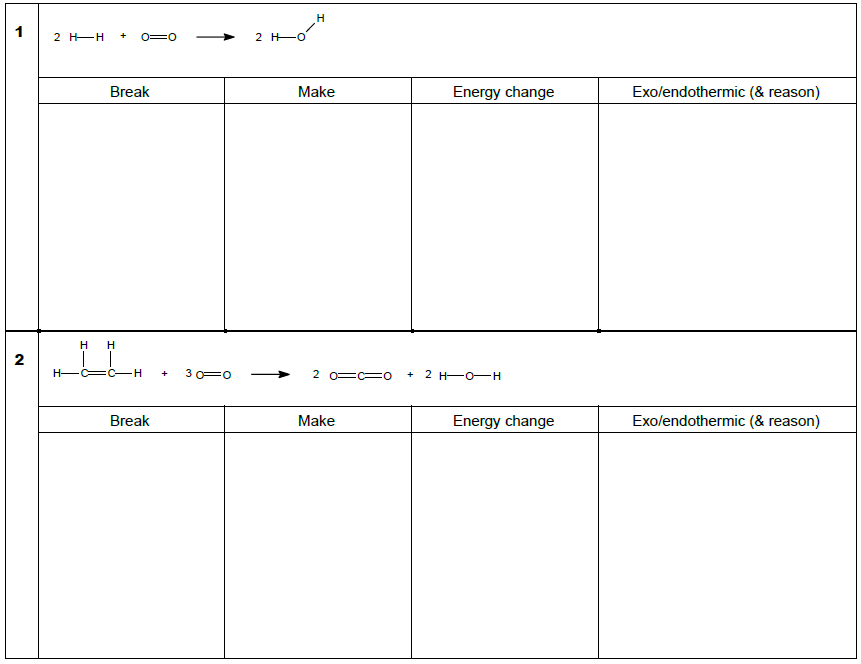 1
H
2 H—H + O=O ⟶ 2 H—O
Break Make Energy change Exo/endothermic (& reason)
H H
2
H—C=C—H + 3 O=O ⟶ 2 O=C=O + 2 H—O—H
Break Make Energy change Exo/endothermic (& reason)